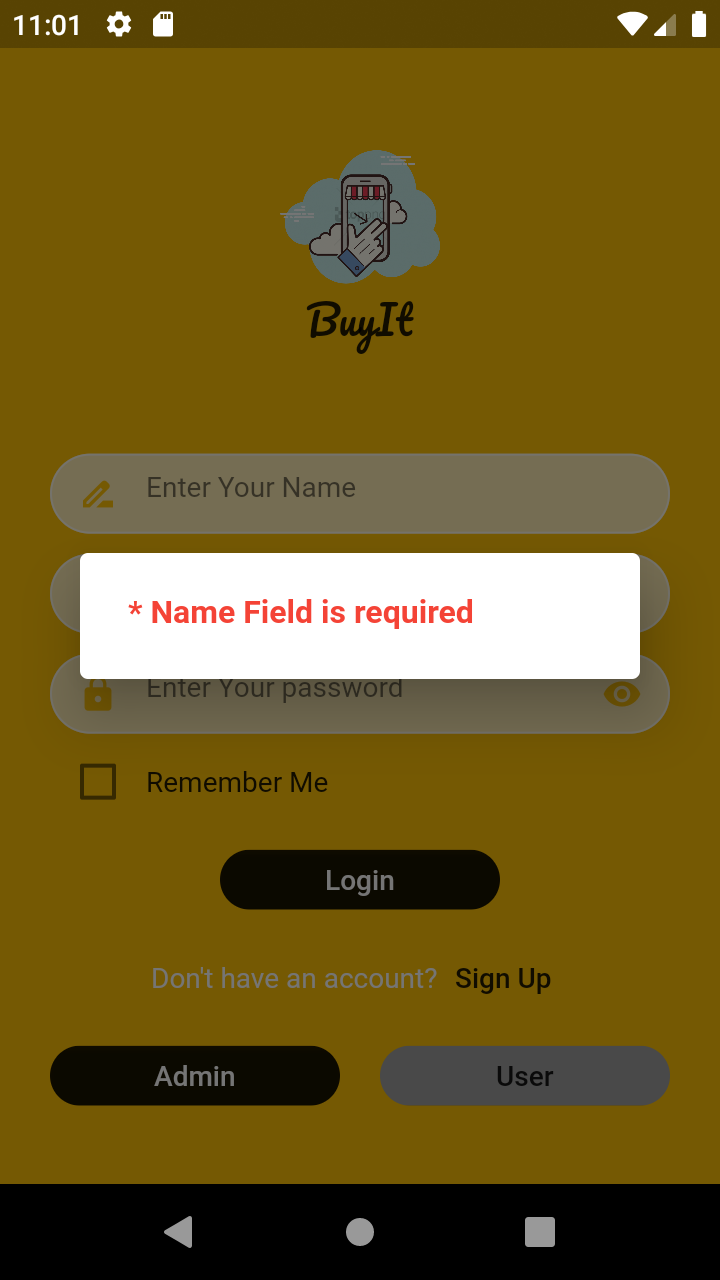 11:01
BuyIt
Enter Your Name
* Name Field is required
Enter Your password
Remember Me
Login
Don't have an account? Sign Up
Admin User